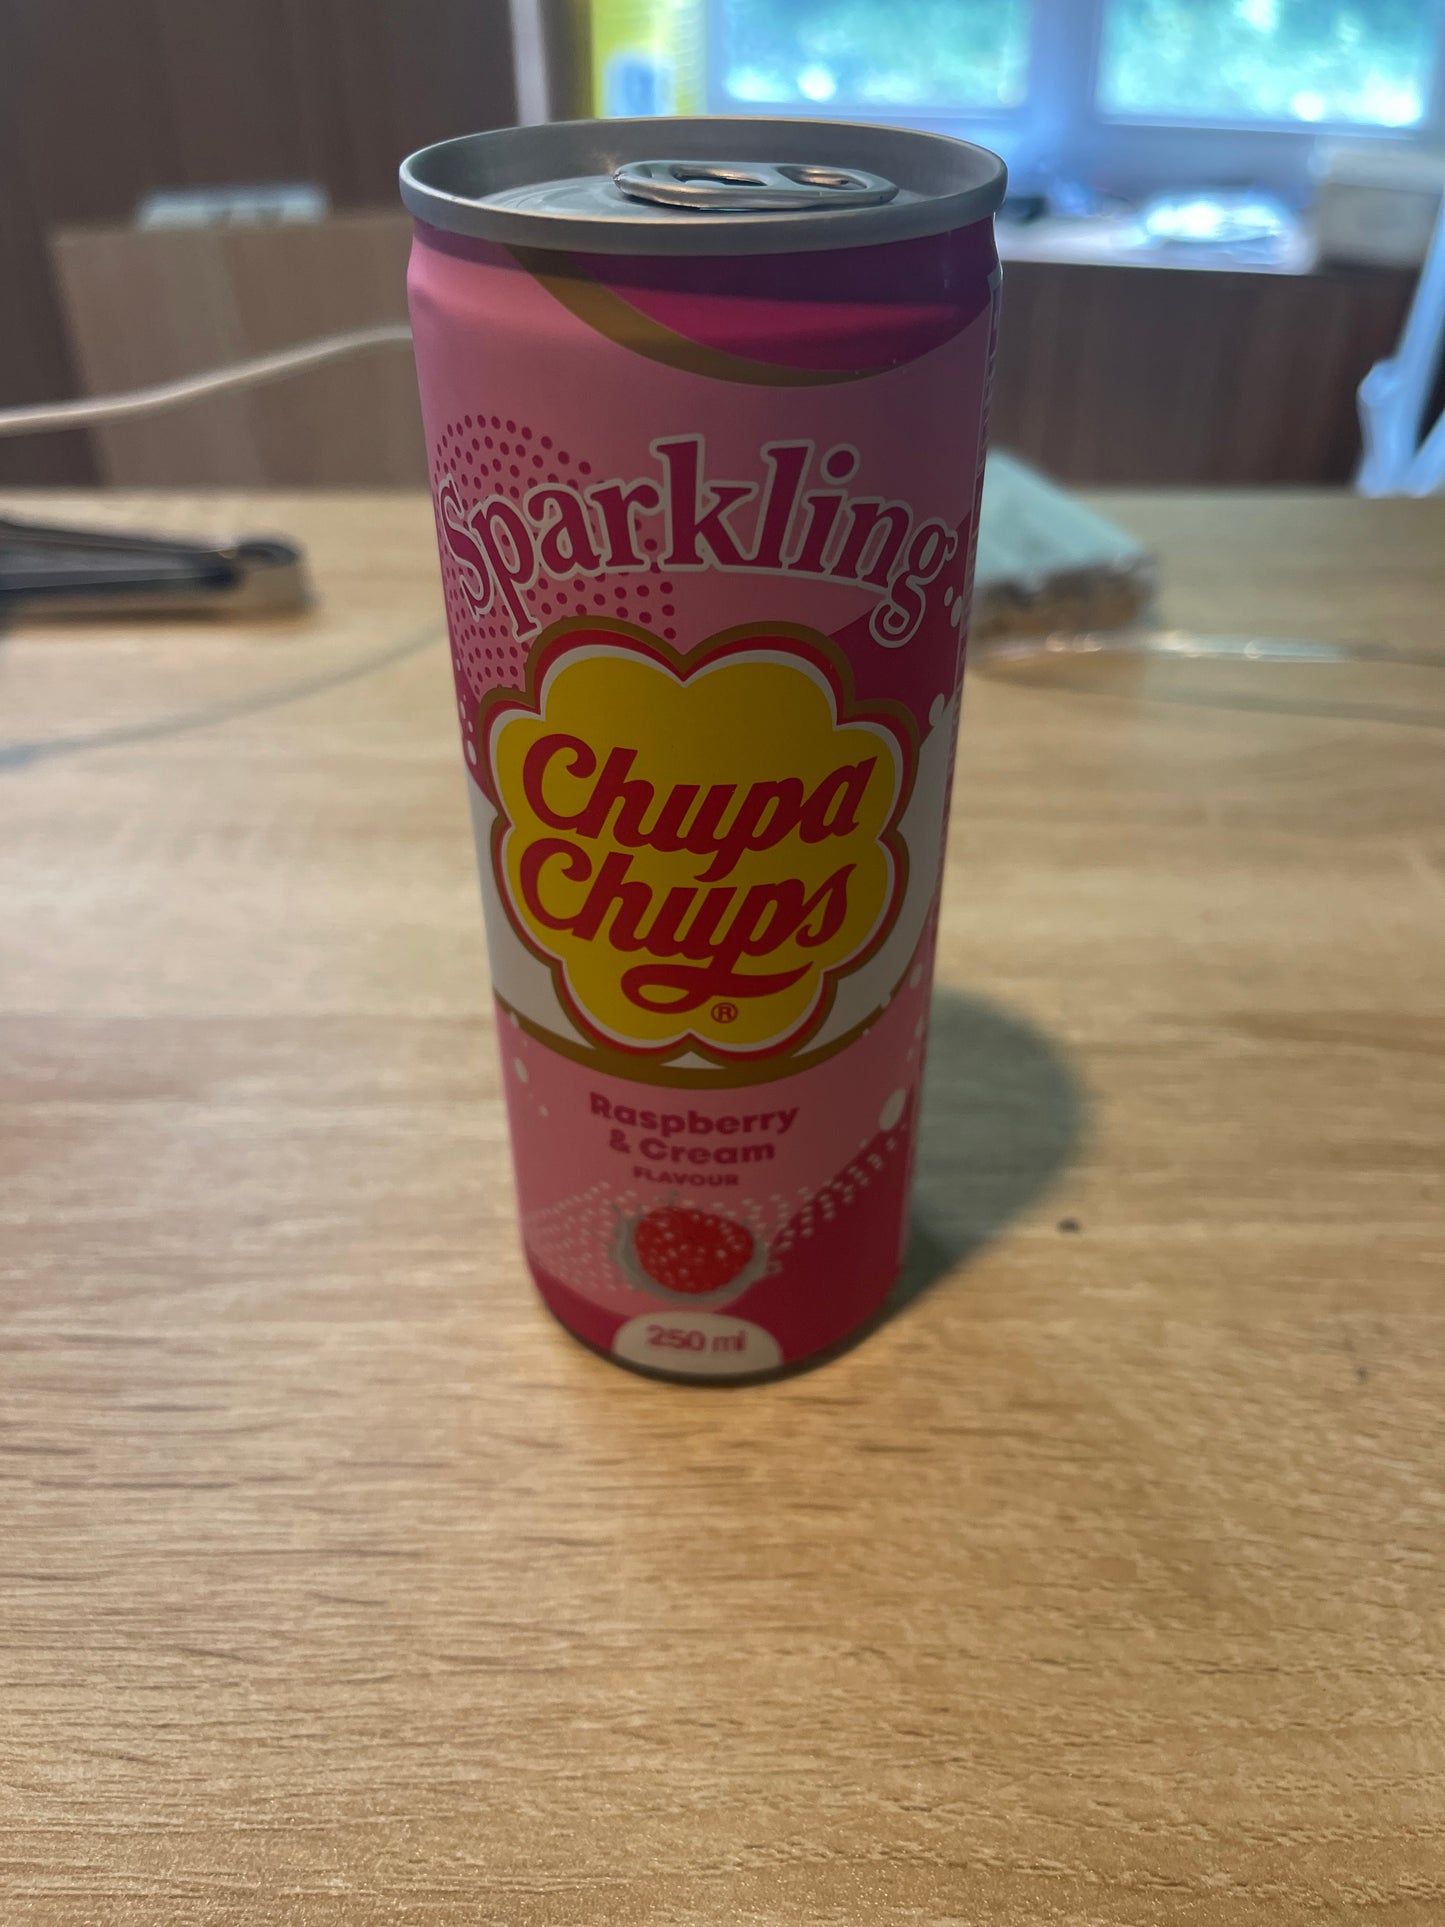 Sparkling
Chupa
Chups
®
Raspberry
& Cream
FLAVOUR
250 ml